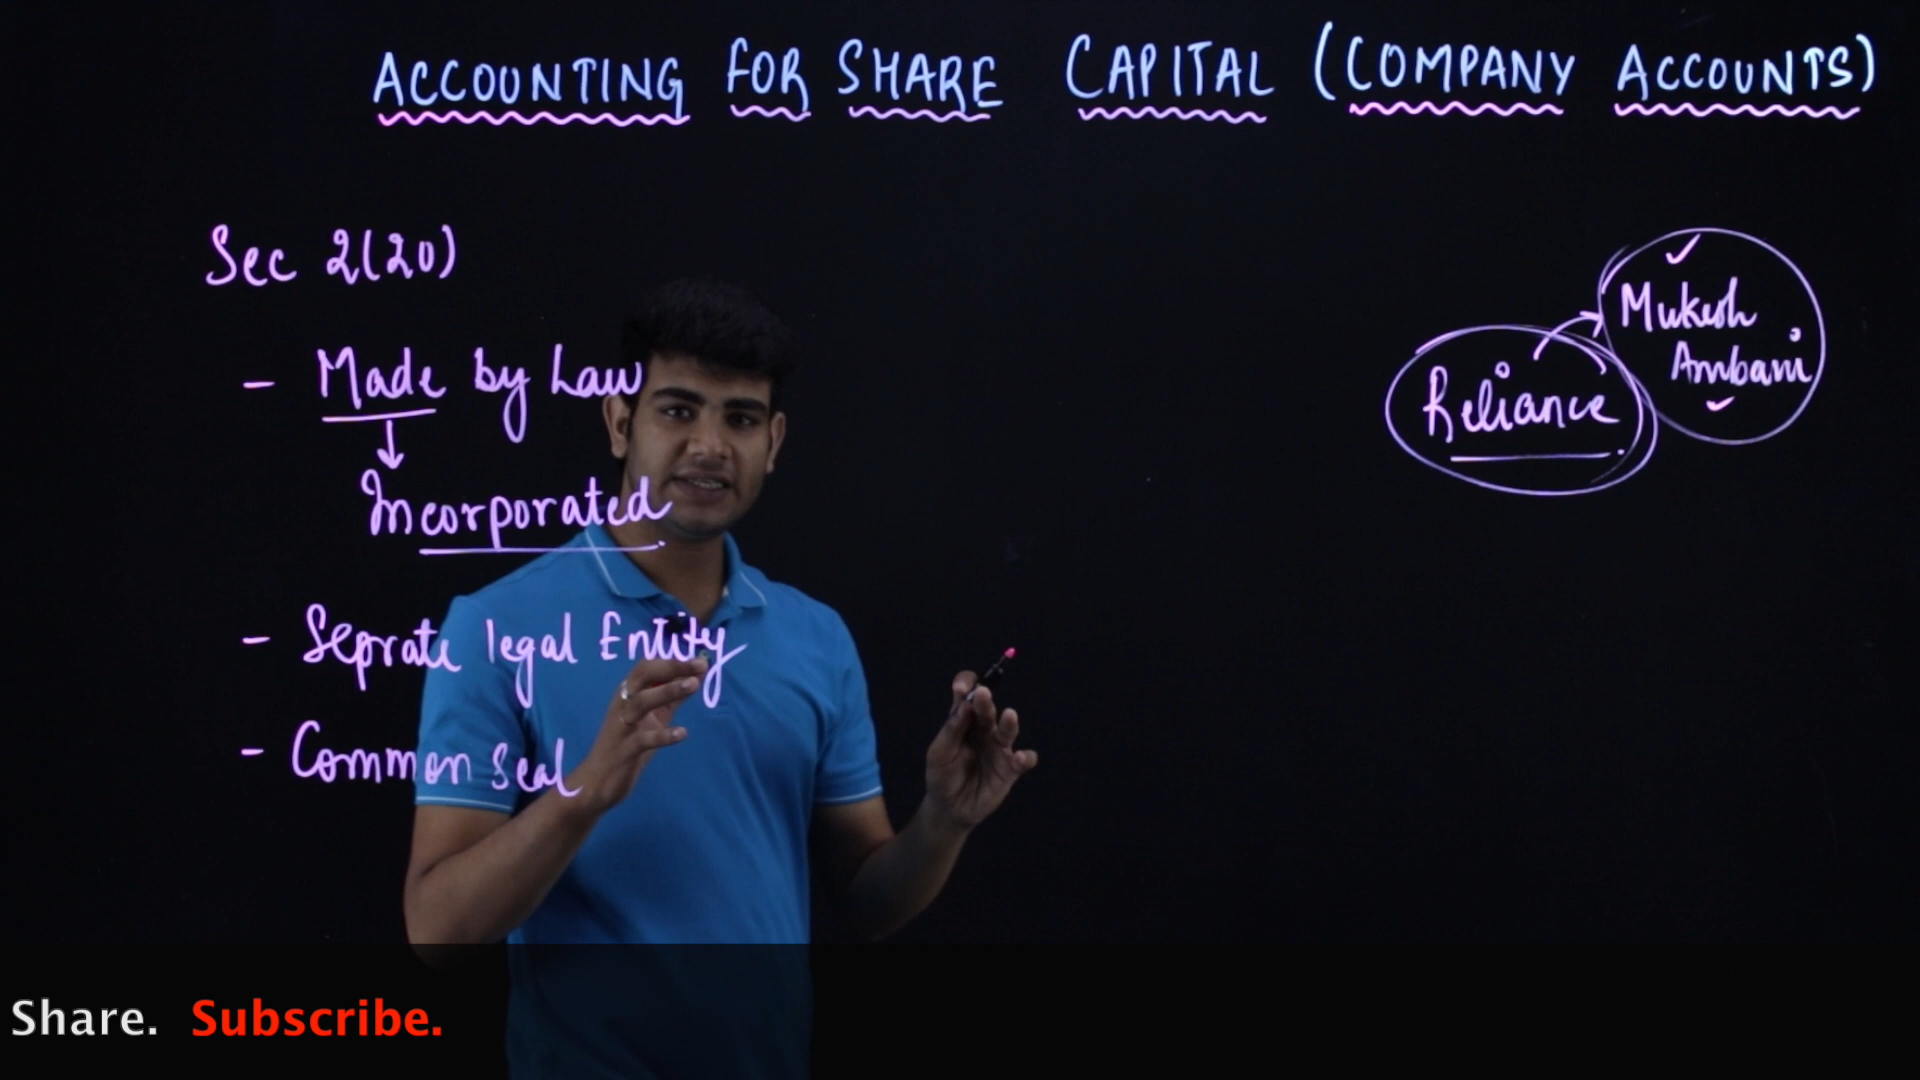 ACCOUNTING FOR SHARE CAPITAL (COMPANY ACCOUNTS)
Sec 2(20)
- Made by Law
Incorporated
- Seprate legal Entity
- Common Seal
Mukesh
Ambani
Reliance
Share. Subscribe.